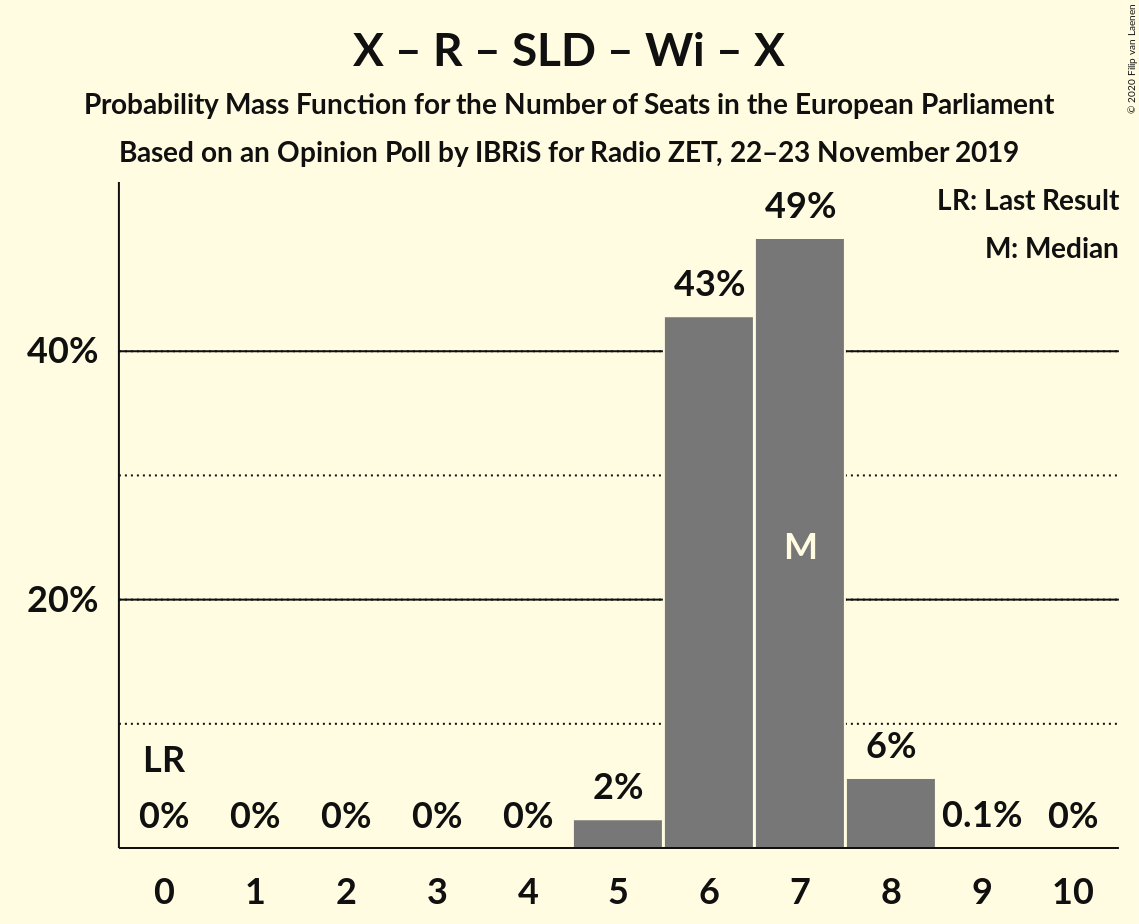 X – R – SLD – Wi – X
Probability Mass Function for the Number of Seats in the European Parliament
Based on an Opinion Poll by IBRiS for Radio ZET, 22–23 November 2019
© 2020 Filip van Laenen
LR: Last Result
M: Median
49%
43%
40%
M
20%
LR
6%
2%
0% 0% 0% 0% 0% 0.1% 0%
0 1 2 3 4 5 6 7 8 9 10